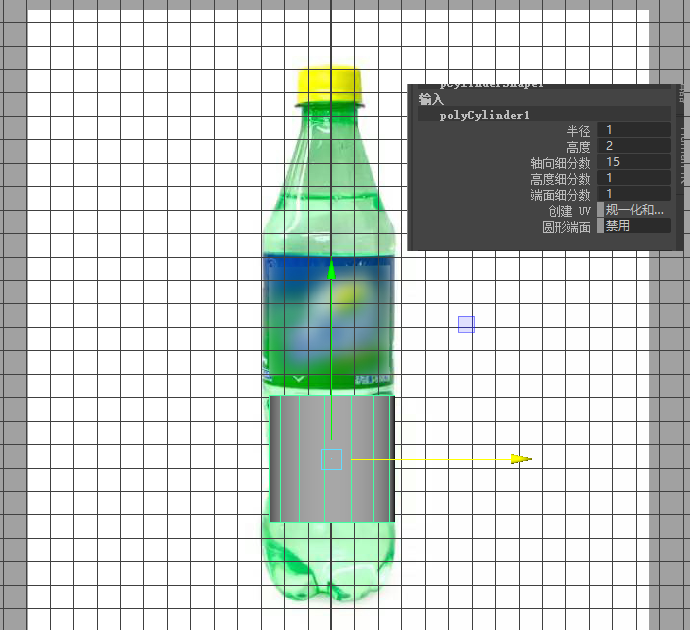 pCylinderShape1
输入
polyCylinder1
半径 1
高度 2
轴向细分数 15
高度细分数 1
端面细分数 1
创建 UV 规一化和...
圆形端面 禁用